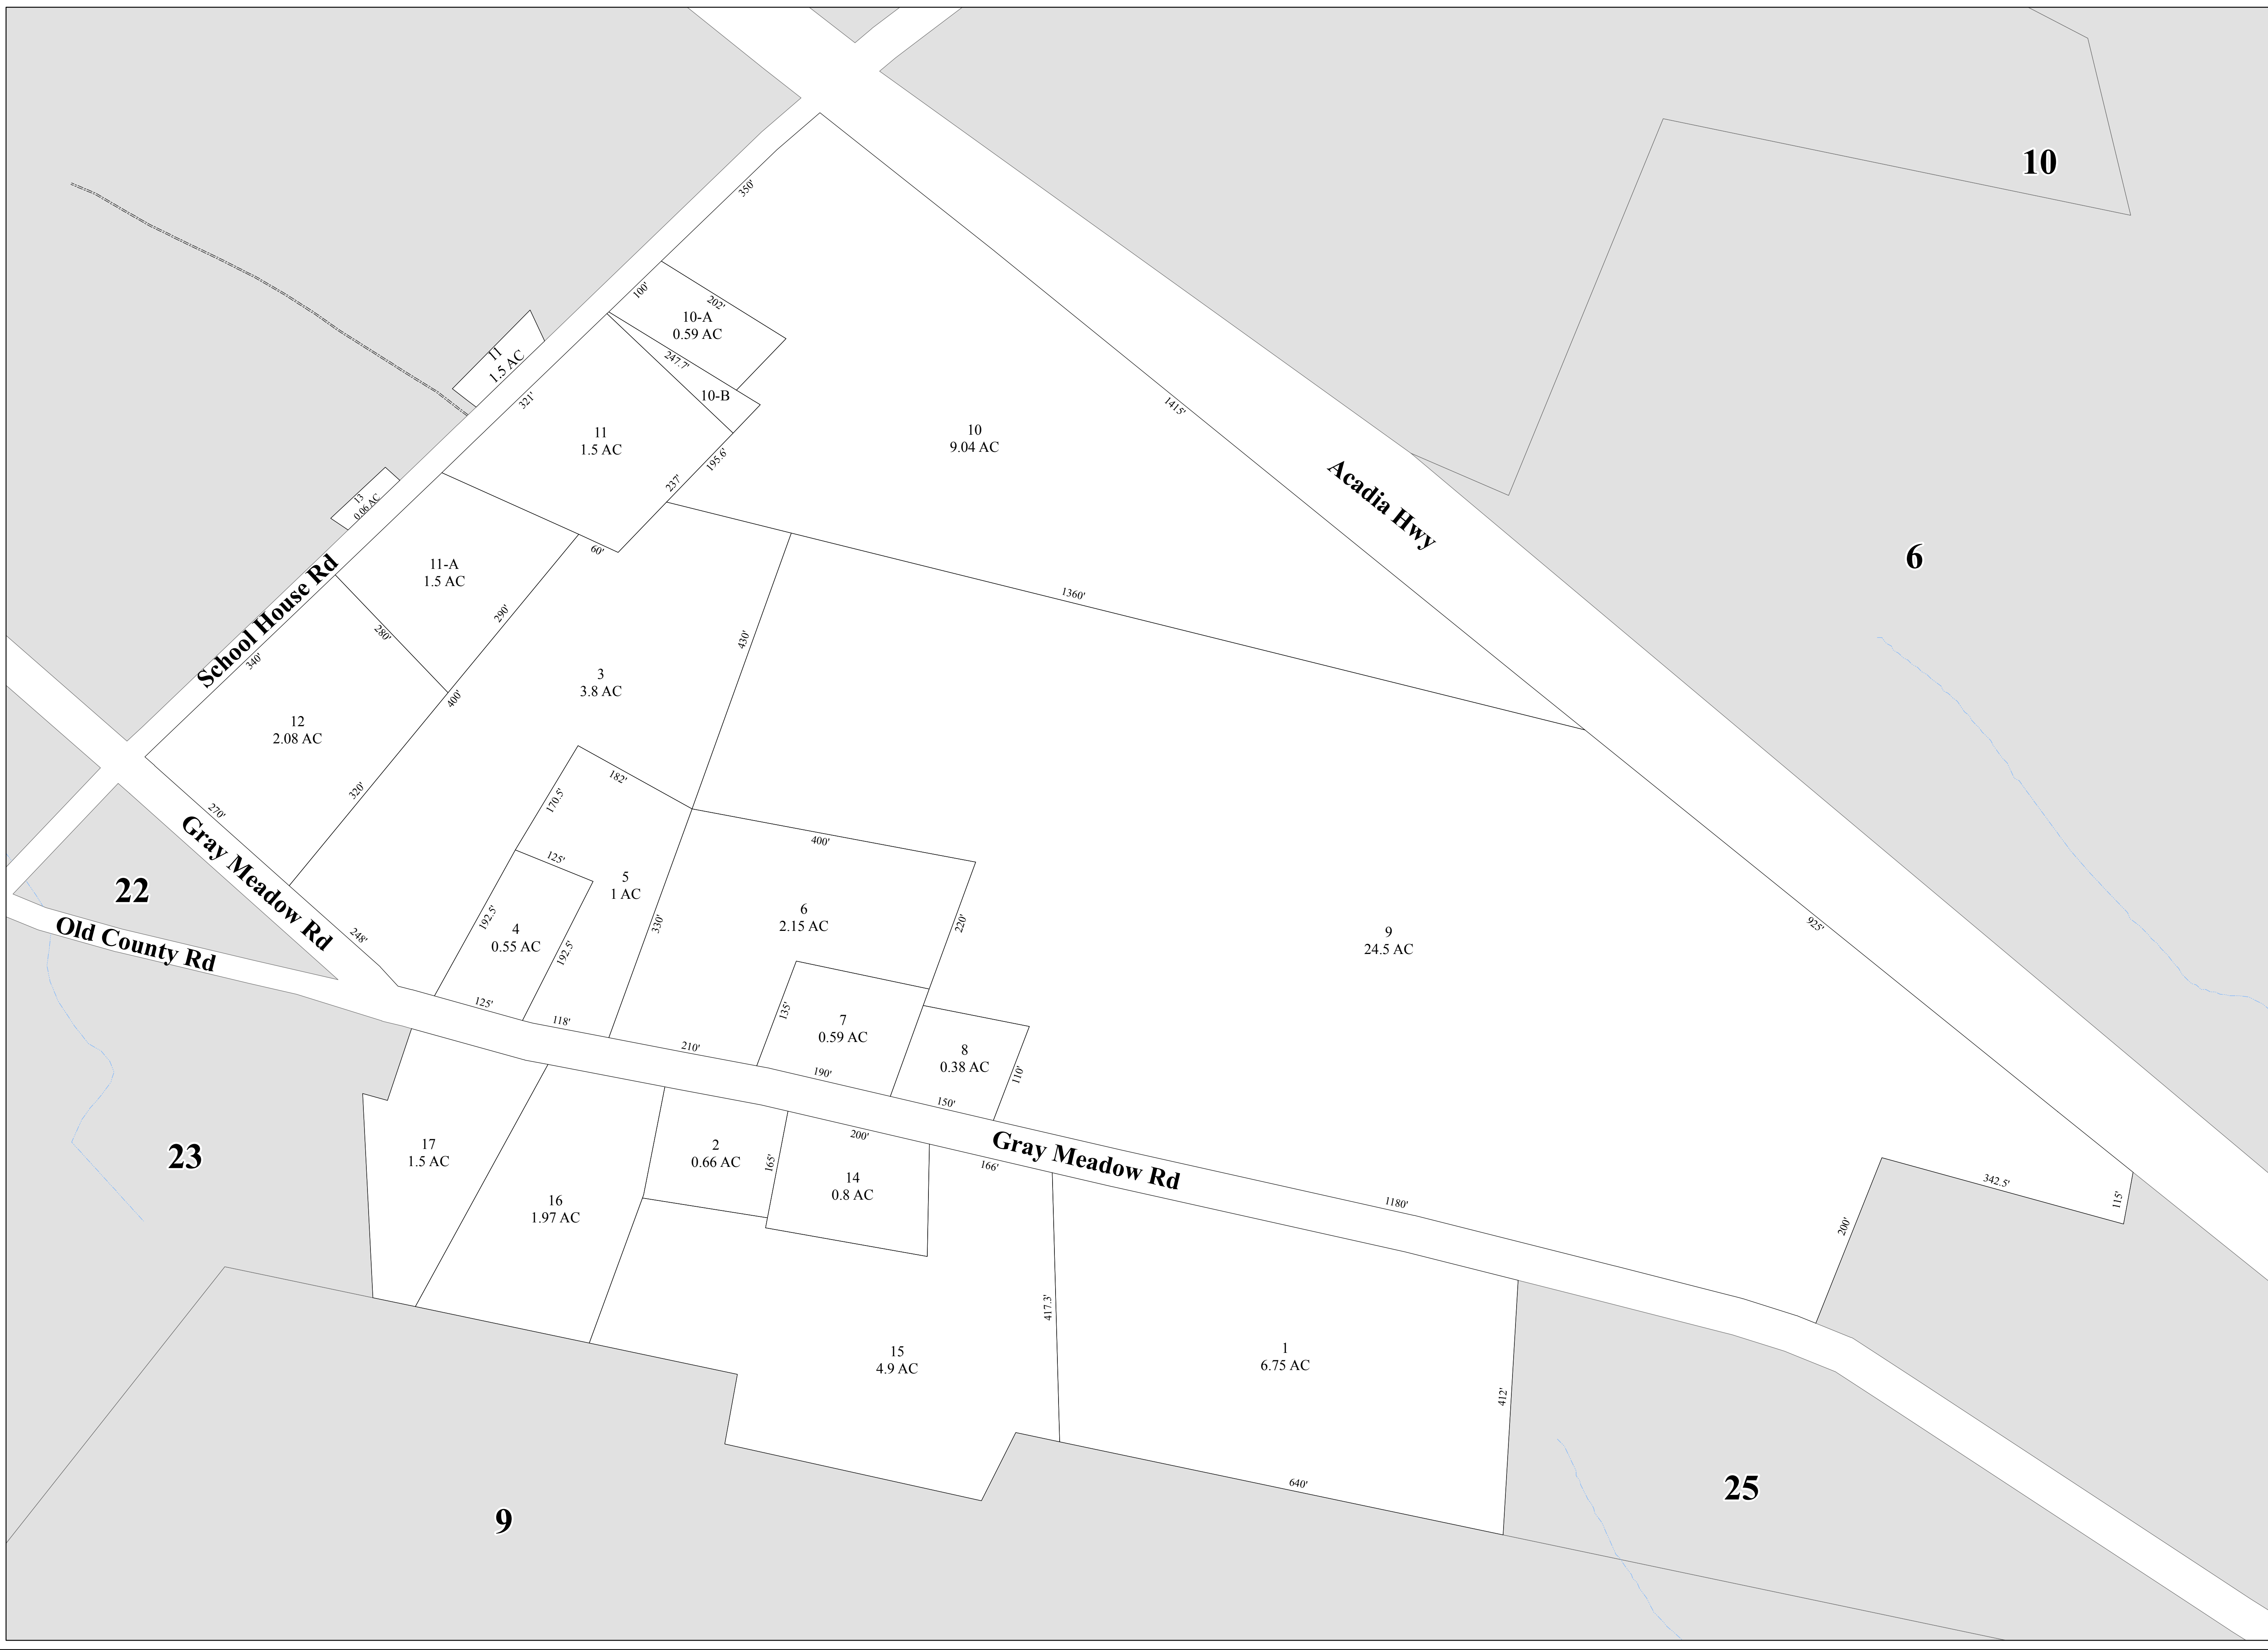 10
350'
100'
202'
10-A
0.59 AC
11
1.5 AC
247.7'
10-B
321'
1415'
11
1.5 AC
10
9.04 AC
195.6'
237'
Acadia Hwy
13
0.06 AC
60'
6
11-A
1.5 AC
School House Rd
1360'
290'
280'
430'
340'
3
3.8 AC
400'
12
2.08 AC
182'
320'
170.5'
270'
400'
Gray Meadow Rd
125'
22
5
1 AC
192.5'
330'
6
2.15 AC
220'
925'
Old County Rd
248'
4
0.55 AC
192.5'
9
24.5 AC
125'
118'
135'
7
0.59 AC
210'
8
0.38 AC
190'
110'
150'
200'
Gray Meadow Rd
23
17
1.5 AC
2
0.66 AC
165'
166'
14
0.8 AC
342.5'
115'
1180'
200'
16
1.97 AC
417.3'
15
4.9 AC
1
6.75 AC
412'
640'
25
9